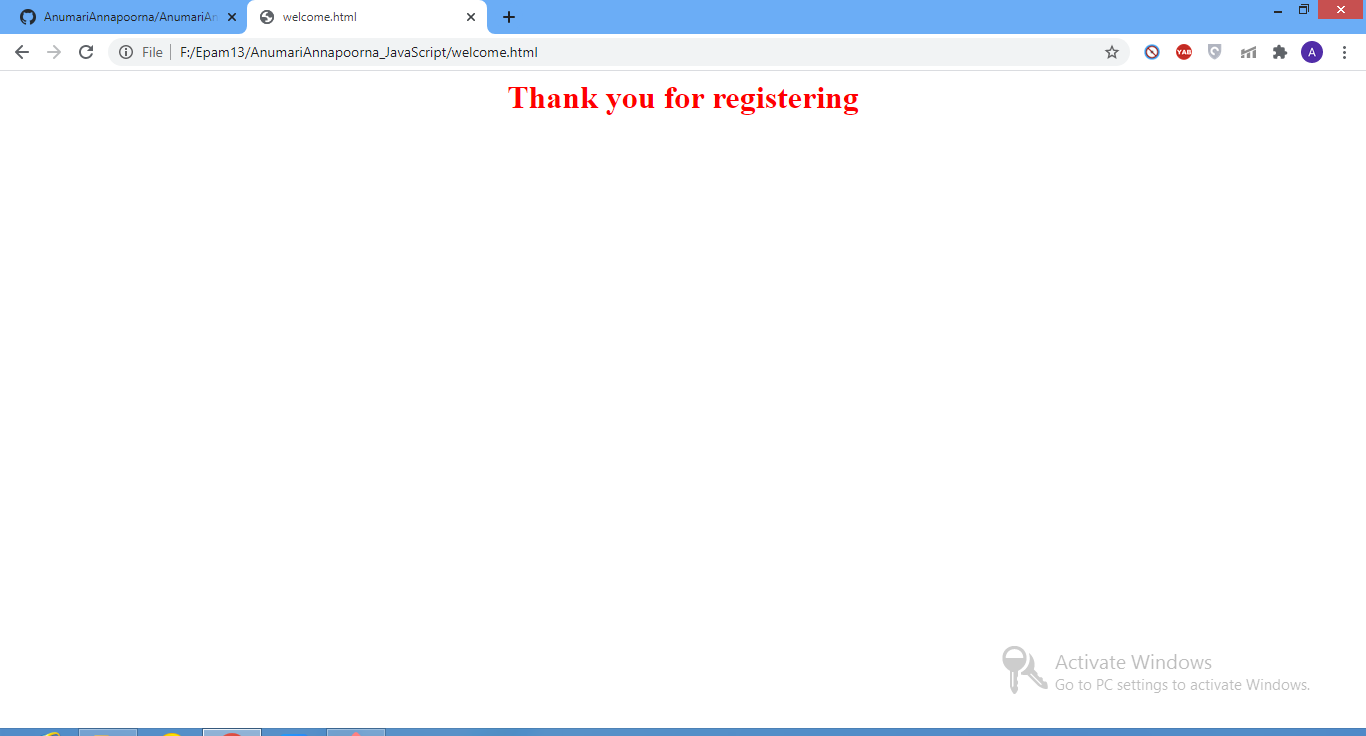 AnumariAnnapoorna/AnumariAn
welcome.html
File
F:/Epam13/AnumariAnnapoorna_JavaScript/welcome.html
YAB
A
Thank you for registering
Activate Windows
Go to PC settings to activate Windows.